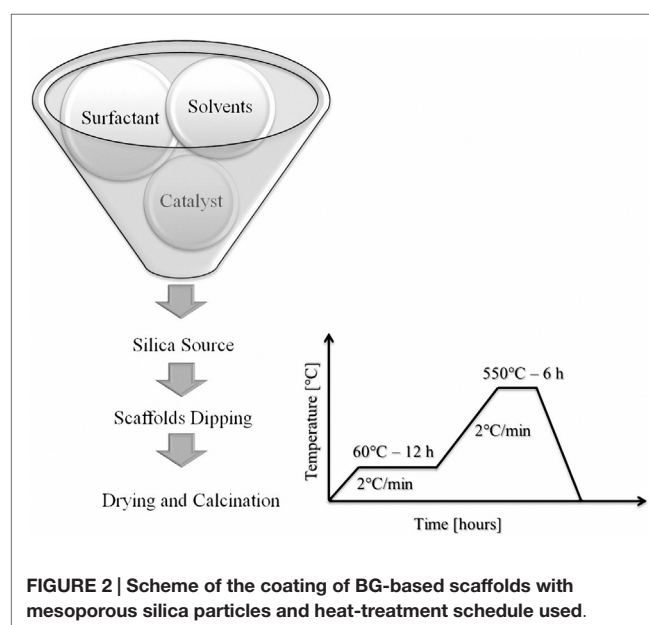 Surfactant
Solvents
Catalyst
Silica Source
Scaffolds Dipping
Drying and Calcination
Temperature [°C]
550°C – 6 h
2°C/min
60°C – 12 h
2°C/min
Time [hours]
FIGURE 2 | Scheme of the coating of BG-based scaffolds with
mesoporous silica particles and heat-treatment schedule used.